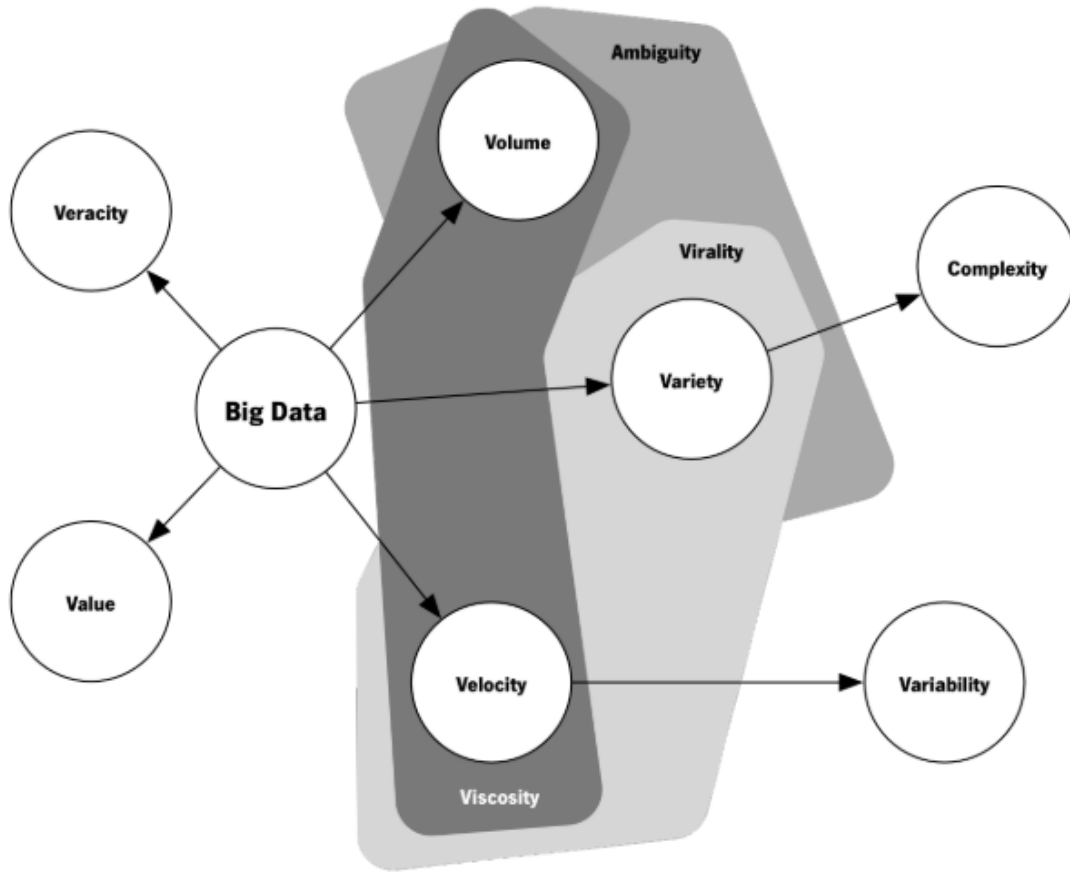 Ambiguity
Volume
Veracity
Virality
Complexity
Variety
Big Data
Value
Velocity
Variability
Viscosity